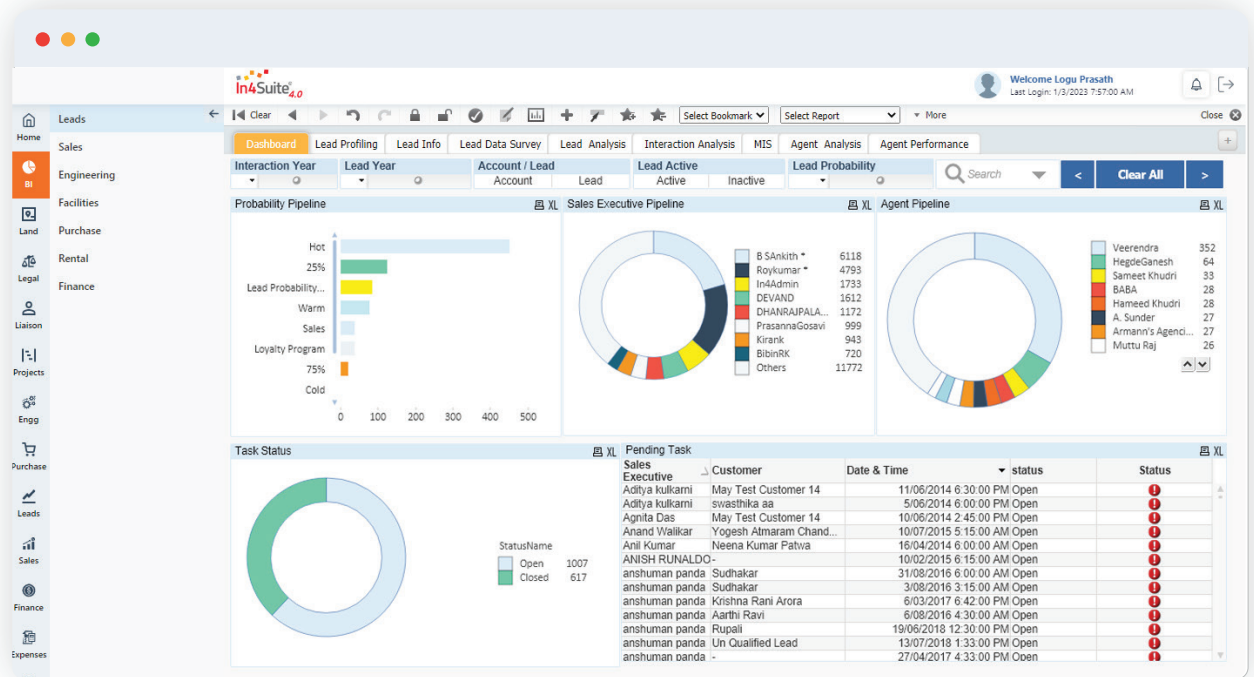 In4Suite 4.0
Welcome Logu Prasath
Last Login: 1/3/2023 7:57:00 AM
Home
BI
Land
Legal
Liaison
Projects
Engg
Purchase
Leads
Sales
Finance
Expenses
Leads
Sales
Engineering
Facilities
Purchase
Rental
Finance
Clear
Select Bookmark
Select Report
More
Close
Dashboard
Lead Profiling
Lead Info
Lead Data Survey
Lead Analysis
Interaction Analysis
MIS
Agent Analysis
Agent Performance
Interaction Year
Lead Year
Account / Lead
Account Lead
Lead Active
Active Inactive
Lead Probability
Search
< Clear All >
Probability Pipeline XL
Hot
25%
Lead Probability...
Warm
Sales
Loyalty Program
75%
Cold
0 100 200 300 400 500
Sales Executive Pipeline XL
B SAnkith * 6118
Roykumar * 4793
In4Admin 1733
DEVAND 1612
DHANRAJPALA... 1172
PrasannaGosavi 999
Kirank 943
BibinRK 720
Others 11772
Agent Pipeline XL
Veerendra 352
HegdeGanesh 64
Sameet Khudri 33
BABA 28
Hameed Khudri 28
A. Sunder 27
Armann's Agenci... 27
Muttu Raj 26
Task Status XL
StatusName
Open 1007
Closed 617
Pending Task XL
Sales Executive Customer Date & Time status Status
Aditya kulkarni May Test Customer 14 11/06/2014 6:30:00 PM Open
Aditya kulkarni swasthika aa 5/06/2014 6:00:00 PM Open
Agnita Das May Test Customer 14 10/06/2014 2:45:00 PM Open
Anand Walikar Yogesh Atmaram Chand... 10/07/2015 5:15:00 AM Open
Anil Kumar Neena Kumar Patwa 16/04/2014 6:00:00 AM Open
ANISH RUNALDO - 10/02/2015 6:15:00 AM Open
anshuman panda Sudhakar 31/08/2016 6:00:00 AM Open
anshuman panda Sudhakar 3/08/2016 3:15:00 AM Open
anshuman panda Krishna Rani Arora 6/03/2017 6:42:00 PM Open
anshuman panda Aarthi Ravi 6/08/2016 4:30:00 AM Open
anshuman panda Rupali 19/06/2018 12:30:00 PM Open
anshuman panda Un Qualified Lead 13/07/2018 1:33:00 PM Open
anshuman panda - 27/04/2017 4:33:00 PM Open